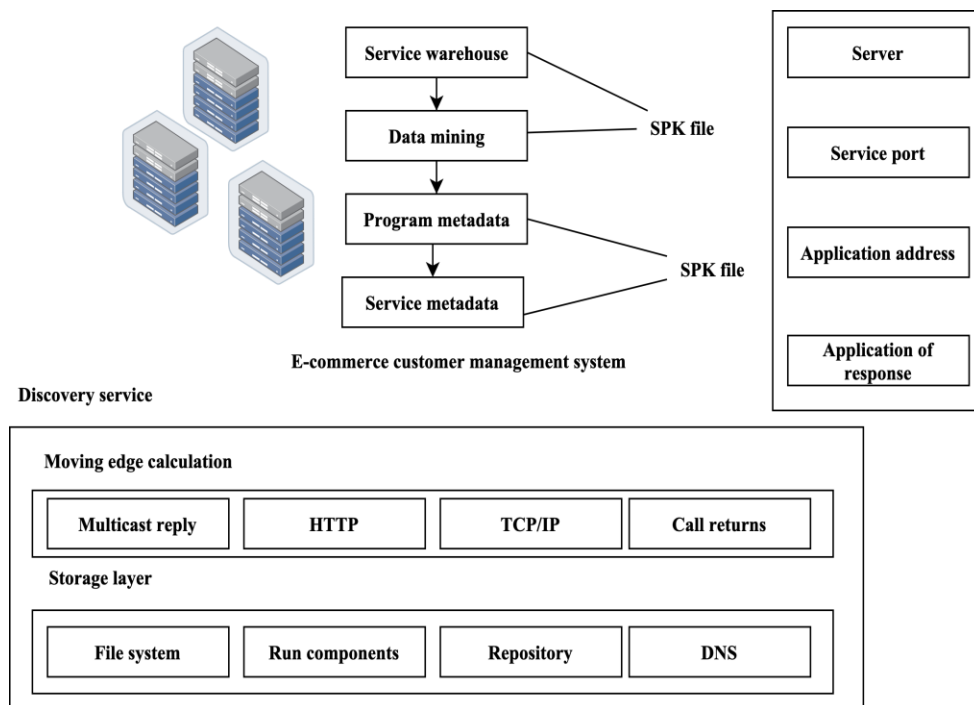 Service warehouse
Data mining
Program metadata
Service metadata
SPK file
SPK file
E-commerce customer management system
Server
Service port
Application address
Application of
response
Discovery service
Moving edge calculation
Multicast reply
HTTP
TCP/IP
Call returns
Storage layer
File system
Run components
Repository
DNS